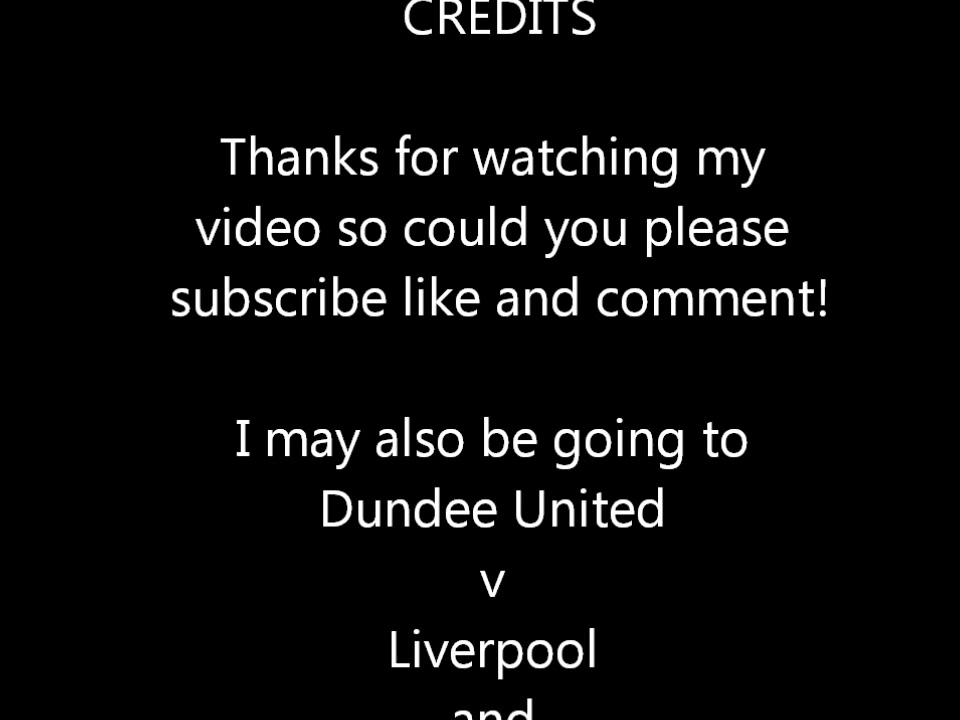 CREDITS
Thanks for watching my
video so could you please
subscribe like and comment!
I may also be going to
Dundee United
v
Liverpool
and